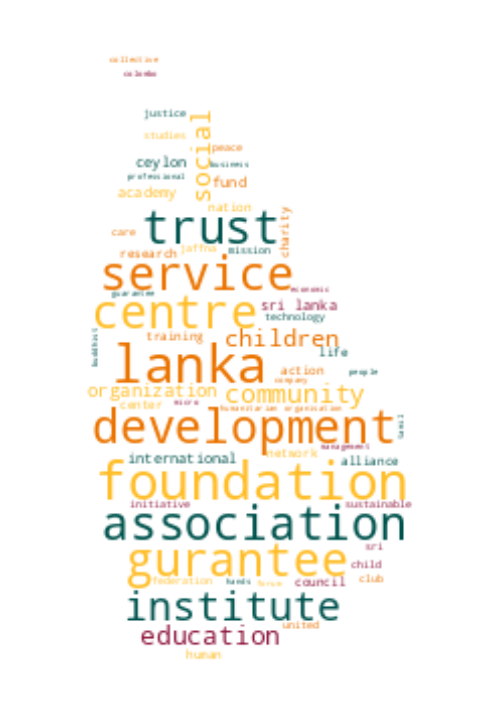 collective
colombo
justice
social
studies
peace
ceylon
business
professional
fund
academy
nation
trust
charity
care
jaffna
mission
research
service
economic
guarantee
centre
sri lanka
technology
buddhist
training
children
life
lanka
action
people
company
organization
community
center
micro
humanitarian organisation
development
tamil
management
network
international
alliance
foundation
initiative
sustainable
association
gurantee
sri
child
federation
hands
forum
council
club
institute
united
education
human